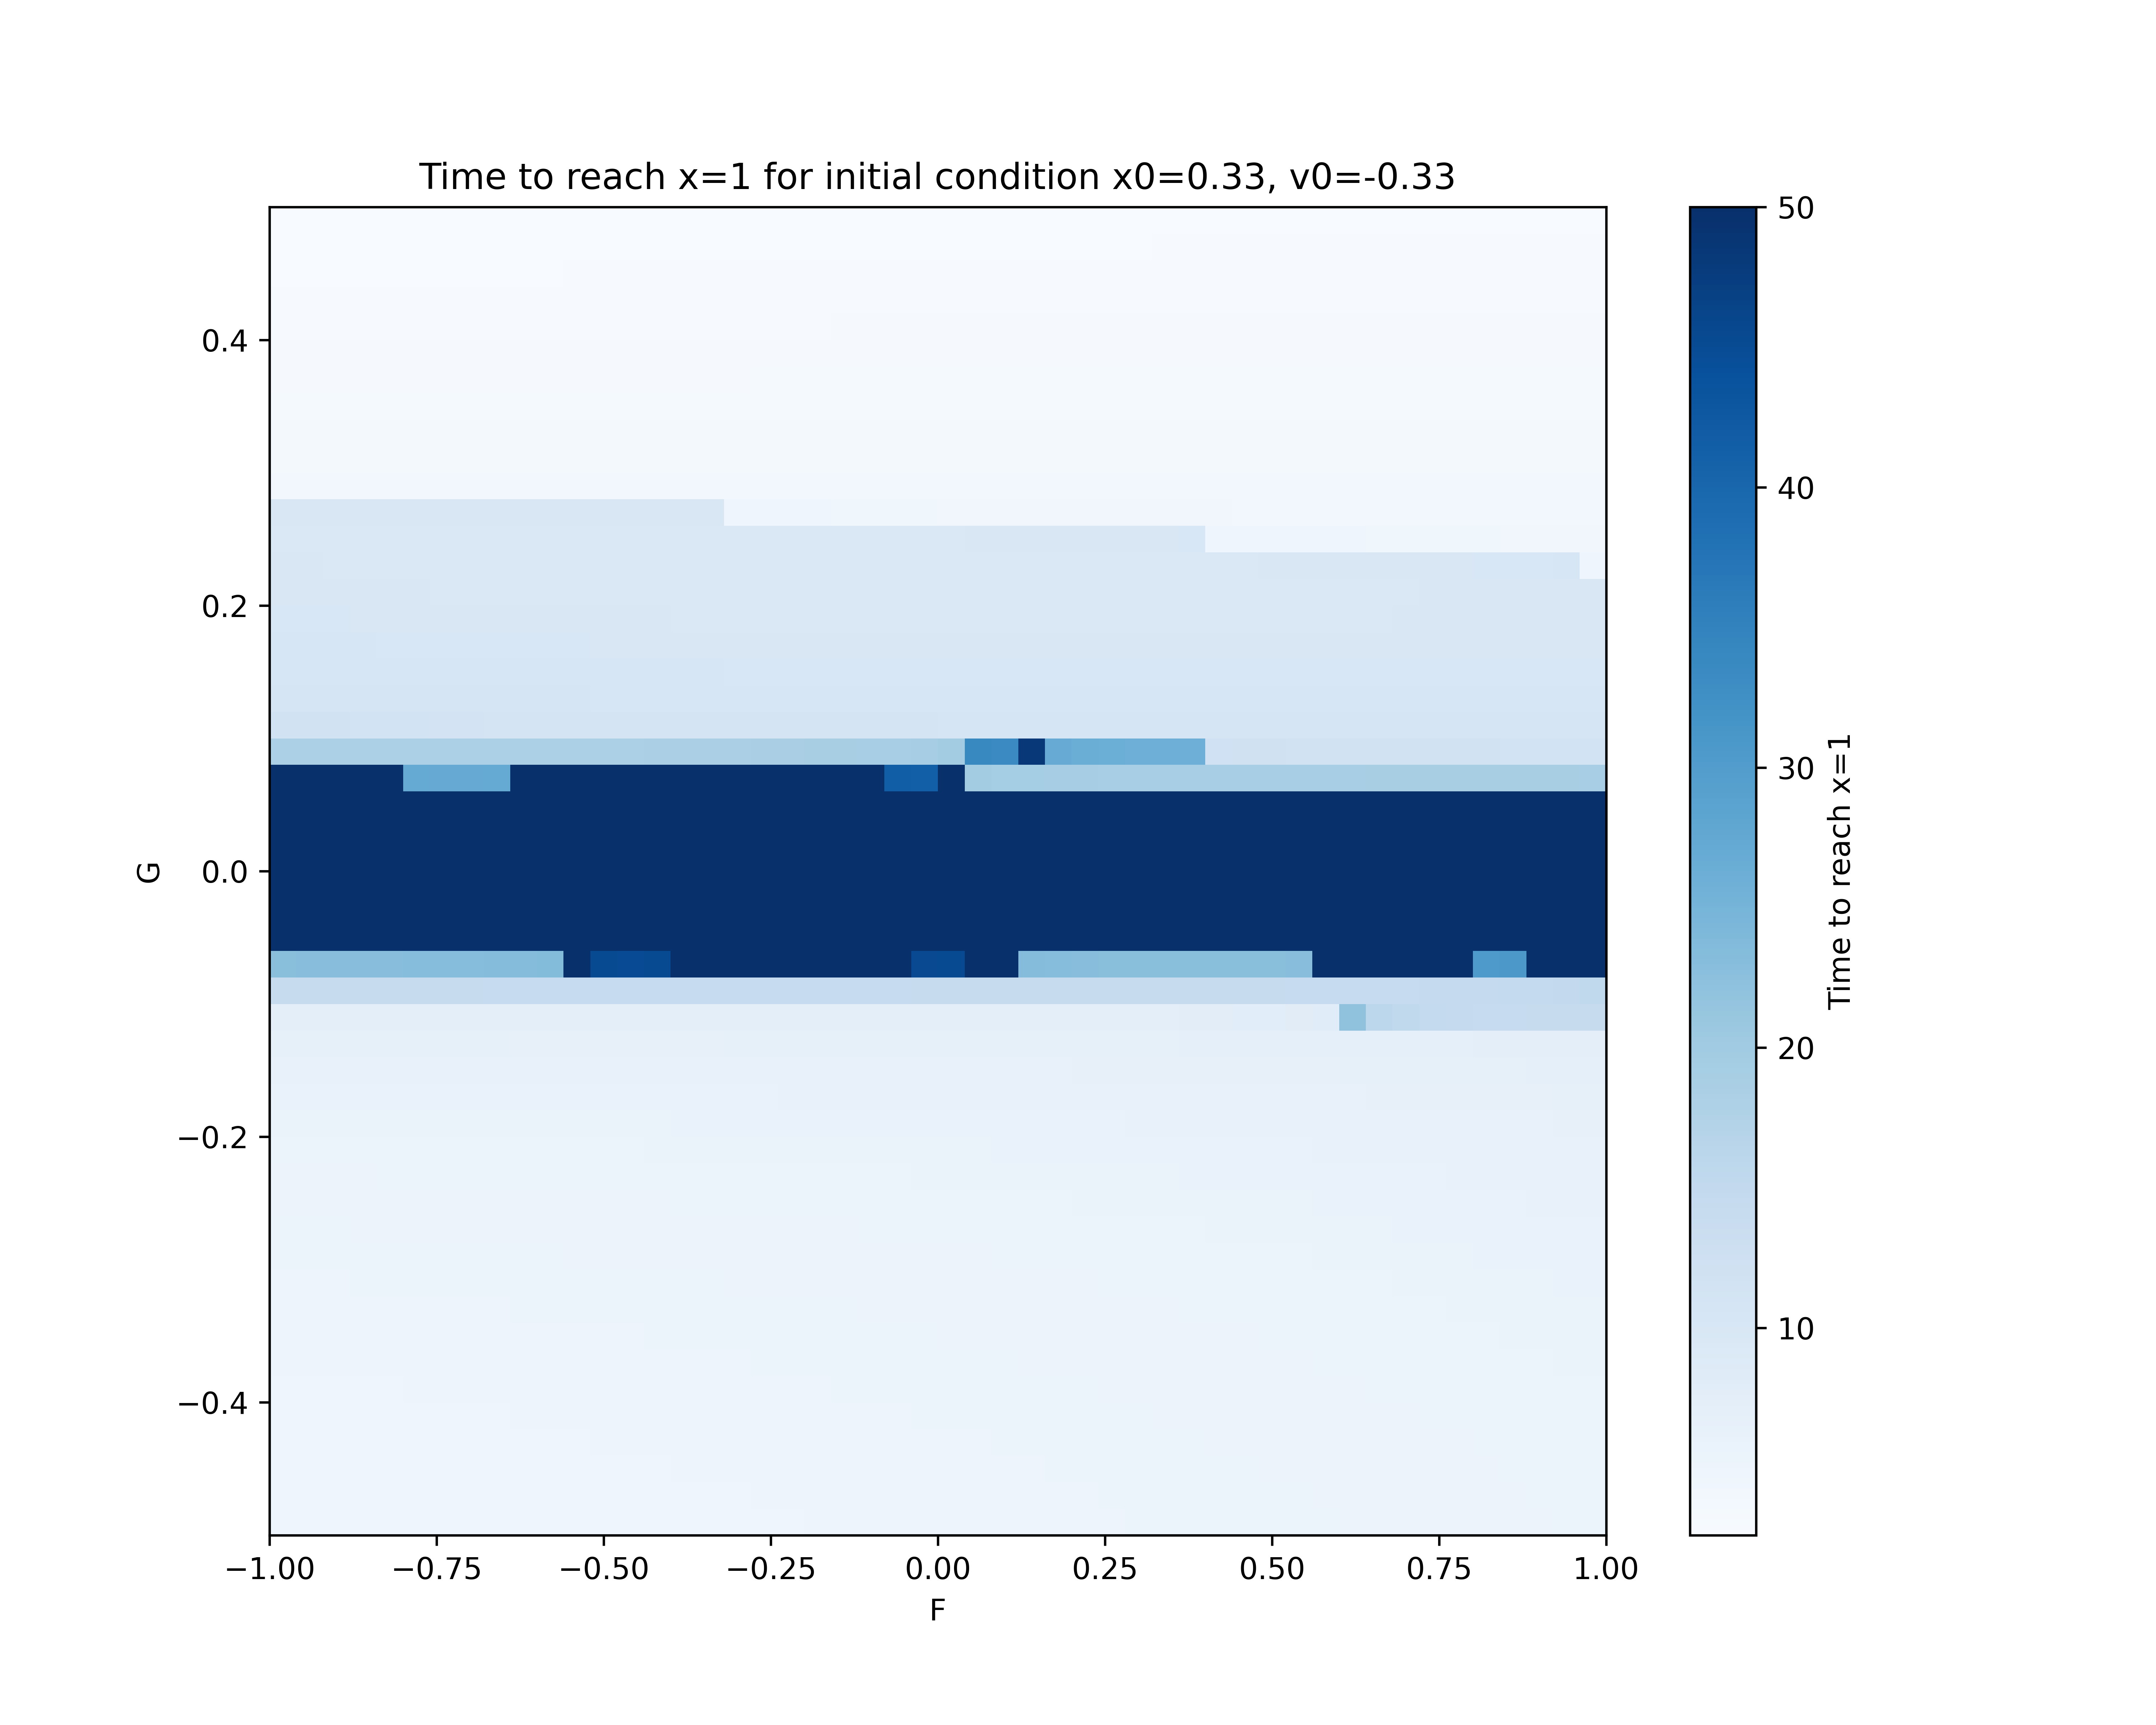 Time to reach x=1 for initial condition x0=0.33, v0=-0.33
G
0.4
0.2
0.0
−0.2
−0.4
−1.00 −0.75 −0.50 −0.25 0.00 0.25 0.50 0.75 1.00
F
50
40
30
20
10
Time to reach x=1